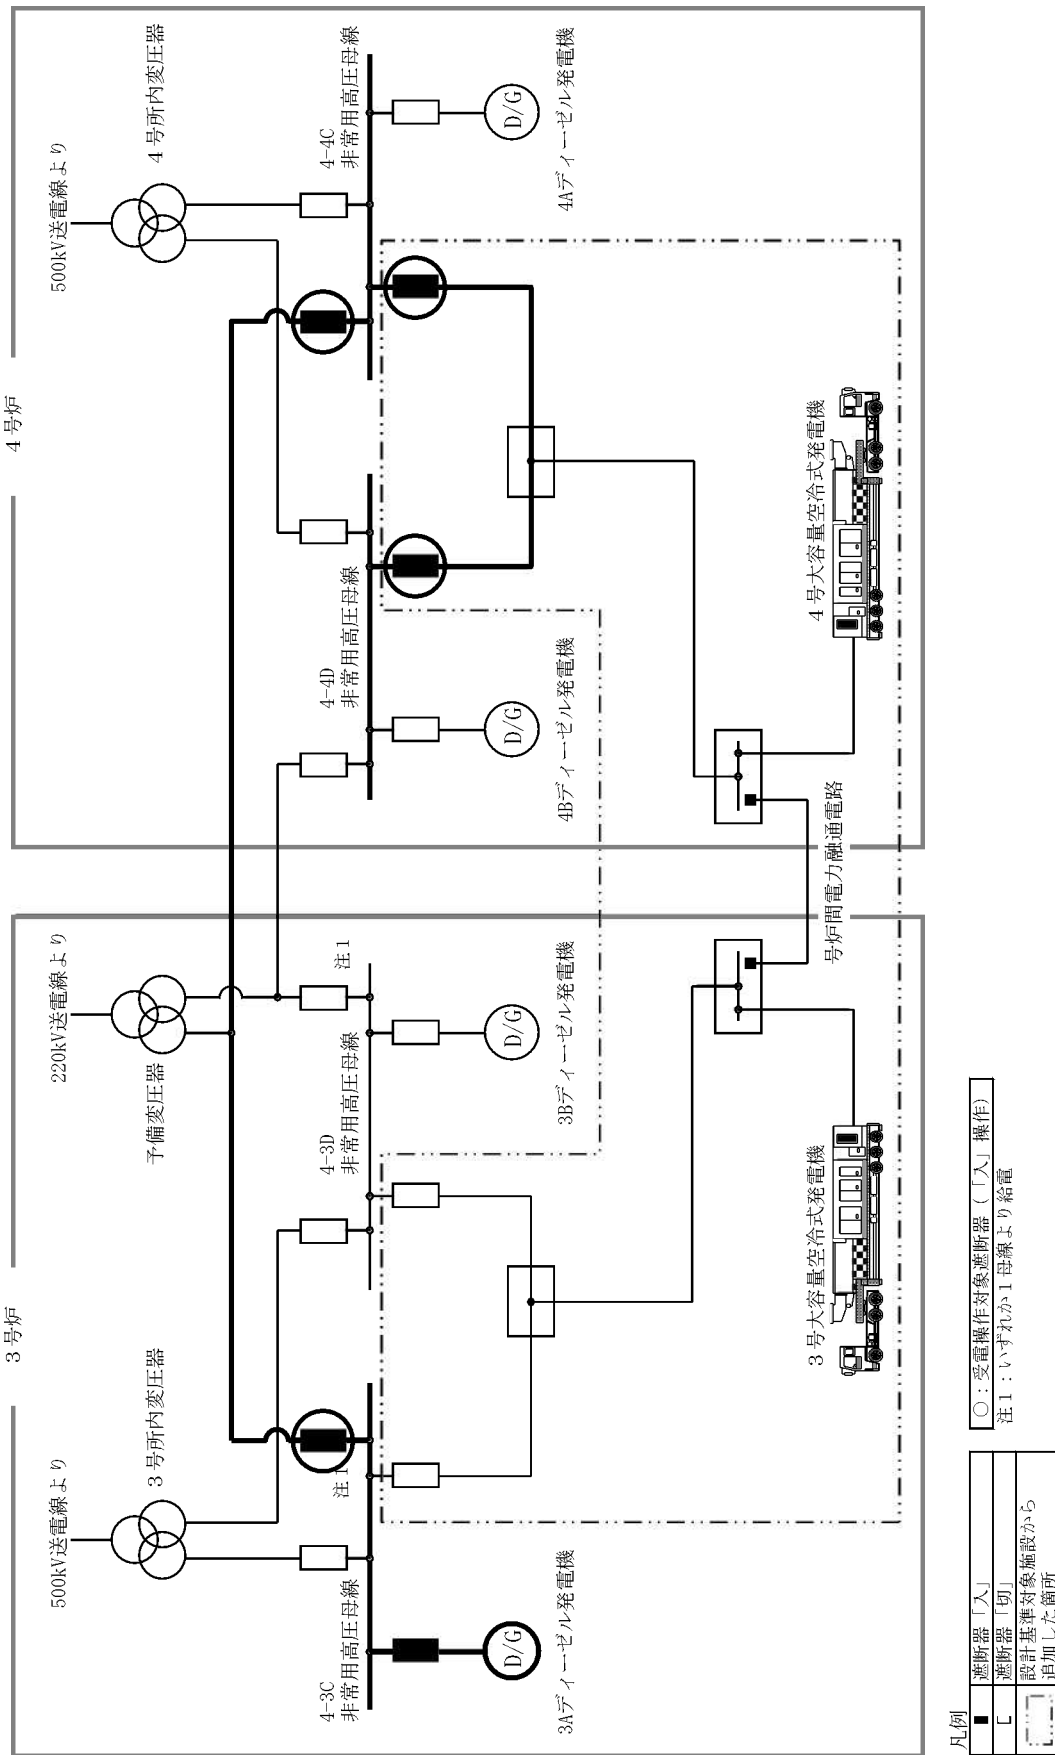 3号炉
4号炉
500kV送電線より
3号所内変圧器
220kV送電線より
予備変圧器
500kV送電線より
4号所内変圧器
4-3C
非常用高圧母線
注1
4-3D
非常用高圧母線
注1
4-4D
非常用高圧母線
4-4C
非常用高圧母線
D/G
3Aディーゼル発電機
D/G
3Bディーゼル発電機
D/G
4Bディーゼル発電機
D/G
4Aディーゼル発電機
3号大容量空冷式発電機
号炉間電力融通電路
4号大容量空冷式発電機
凡例
遮断器「入」
遮断器「切」
設計基準対象施設から
追加した箇所
○：受電操作対象遮断器（「入」操作）
注1：いずれか1母線より給電